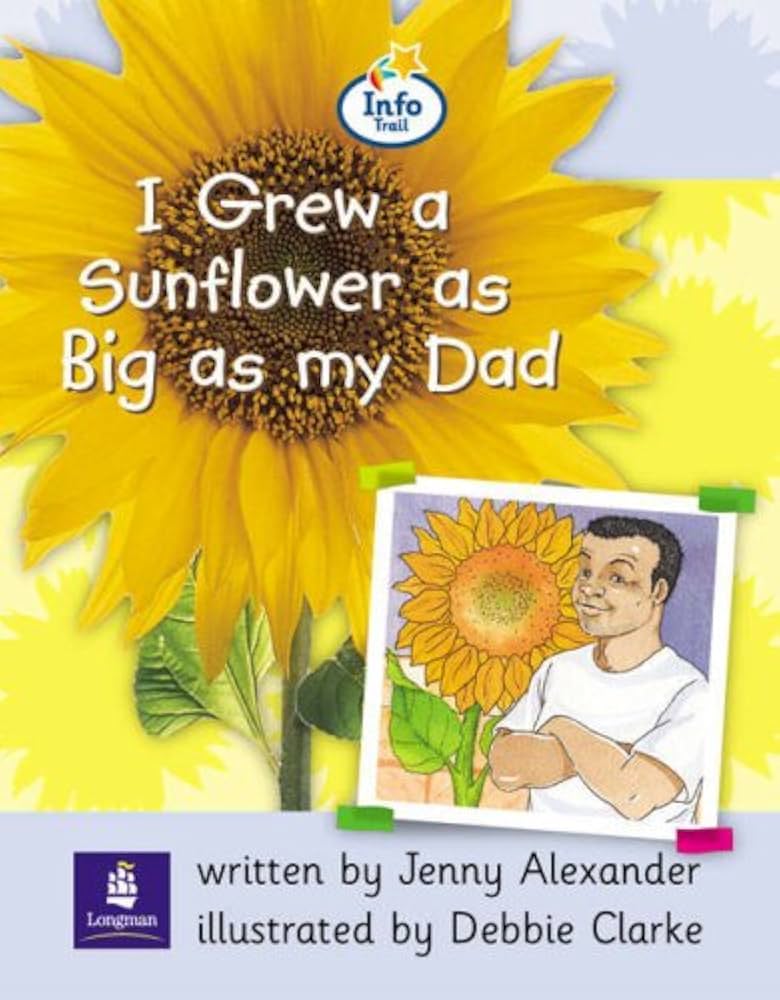 Info
Trail
I Grew a
Sunflower as
Big as my Dad
Longman
written by Jenny Alexander
illustrated by Debbie Clarke